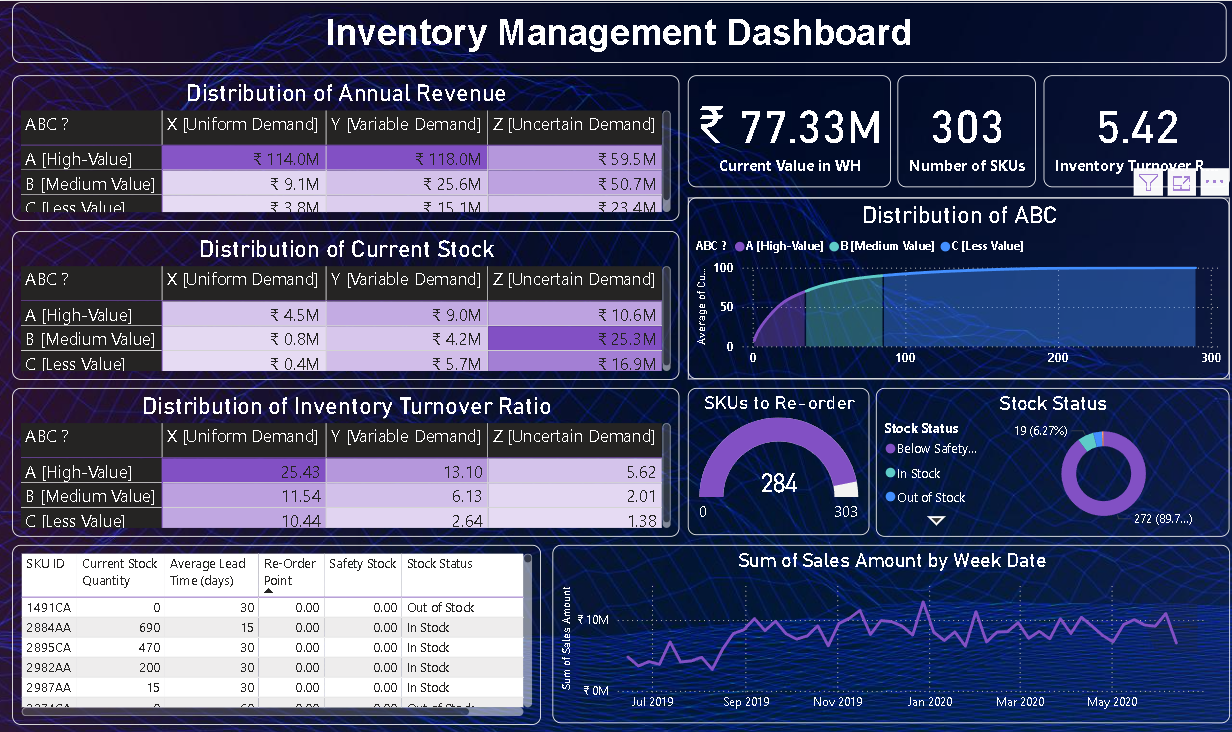 Inventory Management Dashboard
Distribution of Annual Revenue
ABC ? X [Uniform Demand] Y [Variable Demand] Z [Uncertain Demand]
A [High-Value] ₹ 114.0M ₹ 118.0M ₹ 59.5M
B [Medium Value] ₹ 9.1M ₹ 25.6M ₹ 50.7M
C [Less Value] ₹ 3.8M ₹ 15.1M ₹ 23.4M
₹ 77.33M
Current Value in WH
303
Number of SKUs
5.42
Inventory Turnover R
Distribution of Current Stock
ABC ? X [Uniform Demand] Y [Variable Demand] Z [Uncertain Demand]
A [High-Value] ₹ 4.5M ₹ 9.0M ₹ 10.6M
B [Medium Value] ₹ 0.8M ₹ 4.2M ₹ 25.3M
C [Less Value] ₹ 0.4M ₹ 5.7M ₹ 16.9M
Distribution of ABC
ABC ? A [High-Value] B [Medium Value] C [Less Value]
Average of Cu...
100
50
0
0 100 200 300
Distribution of Inventory Turnover Ratio
ABC ? X [Uniform Demand] Y [Variable Demand] Z [Uncertain Demand]
A [High-Value] 25.43 13.10 5.62
B [Medium Value] 11.54 6.13 2.01
C [Less Value] 10.44 2.64 1.38
SKUs to Re-order
284
0 303
Stock Status
Stock Status
Below Safety...
In Stock
Out of Stock
19 (6.27%)
272 (89.7...)
SKU ID Current Stock Quantity Average Lead Time (days) Re-Order Point Safety Stock Stock Status
1491CA 0 30 0.00 0.00 Out of Stock
2884AA 690 15 0.00 0.00 In Stock
2895CA 470 30 0.00 0.00 In Stock
2982AA 200 30 0.00 0.00 In Stock
2987AA 15 30 0.00 0.00 In Stock
Sum of Sales Amount by Week Date
Sum of Sales Amount
₹ 10M
₹ 0M
Jul 2019 Sep 2019 Nov 2019 Jan 2020 Mar 2020 May 2020